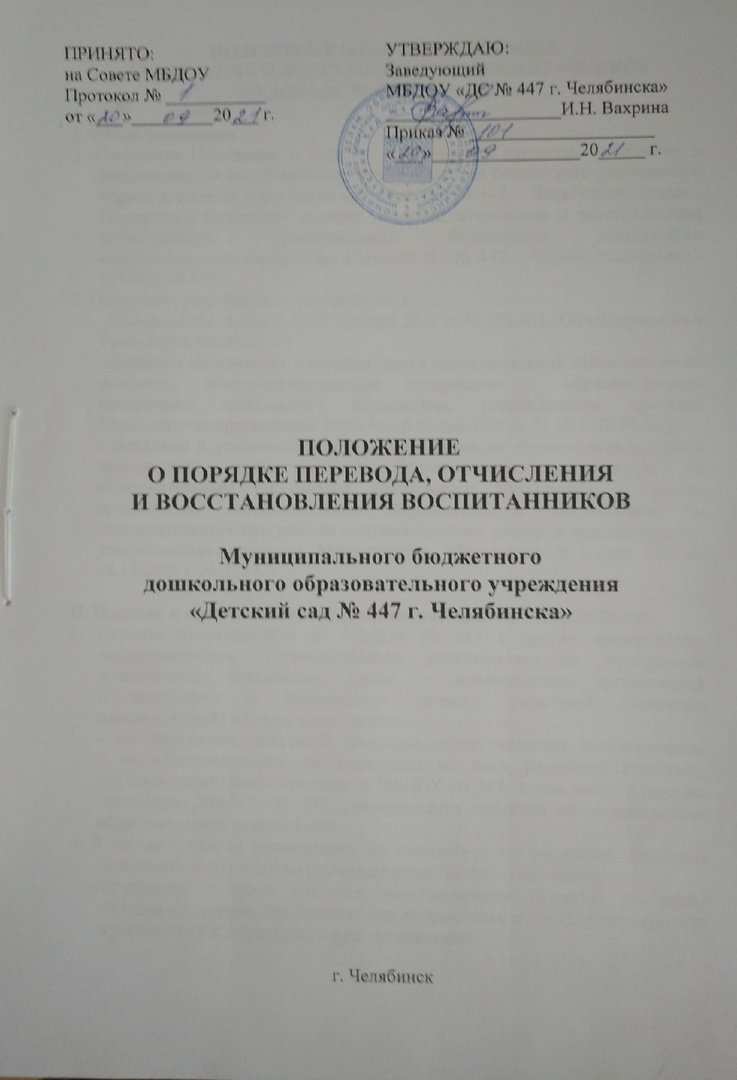 ПРИНЯТО:
на Совете МБДОУ
Протокол № 1
от «20» 09 2021г.
УТВЕРЖДАЮ:
Заведующий
МБДОУ «ДС № 447 г. Челябинска»
И.Н. Вахрина
Приказ № 101
«20» 09 2021 г.
ПОЛОЖЕНИЕ
О ПОРЯДКЕ ПЕРЕВОДА, ОТЧИСЛЕНИЯ
И ВОССТАНОВЛЕНИЯ ВОСПИТАННИКОВ
Муниципального бюджетного
дошкольного образовательного учреждения
«Детский сад № 447 г. Челябинска»
г. Челябинск